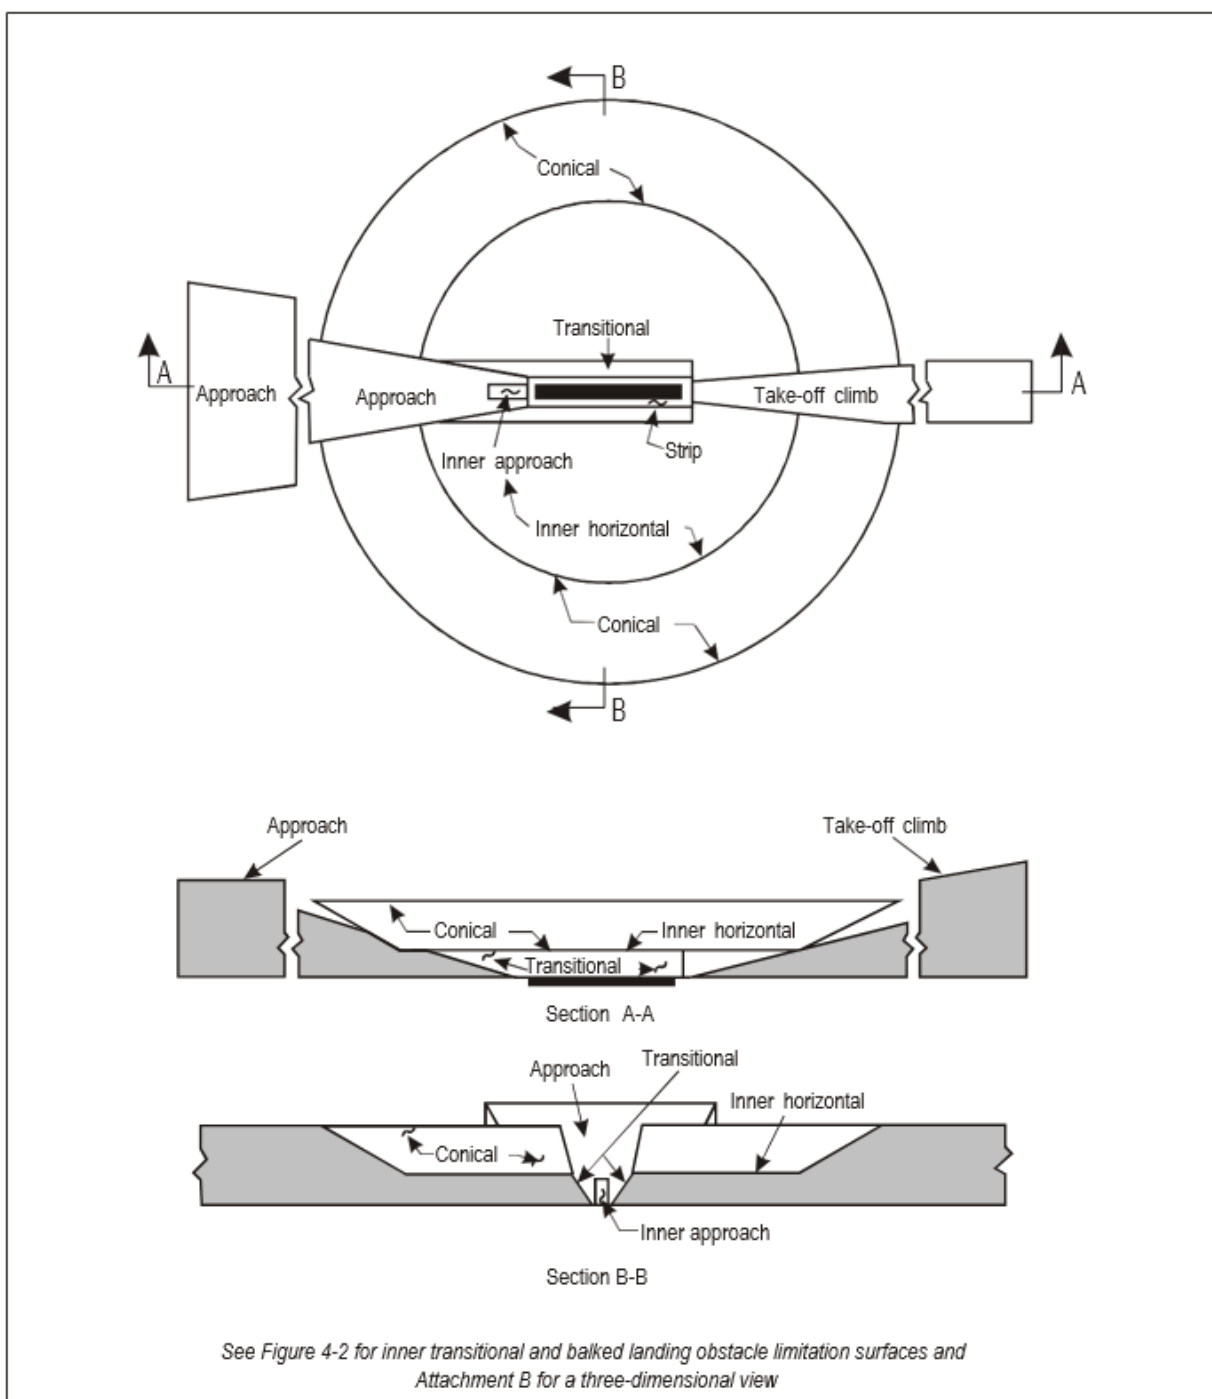 B
Conical
Transitional
A
Approach
Approach
Take-off climb
A
Inner approach
Strip
Inner horizontal
Conical
B
Approach
Take-off climb
Conical
Inner horizontal
Transitional
Section A-A
Transitional
Approach
Inner horizontal
Conical
Inner approach
Section B-B
See Figure 4-2 for inner transitional and balked landing obstacle limitation surfaces and
Attachment B for a three-dimensional view